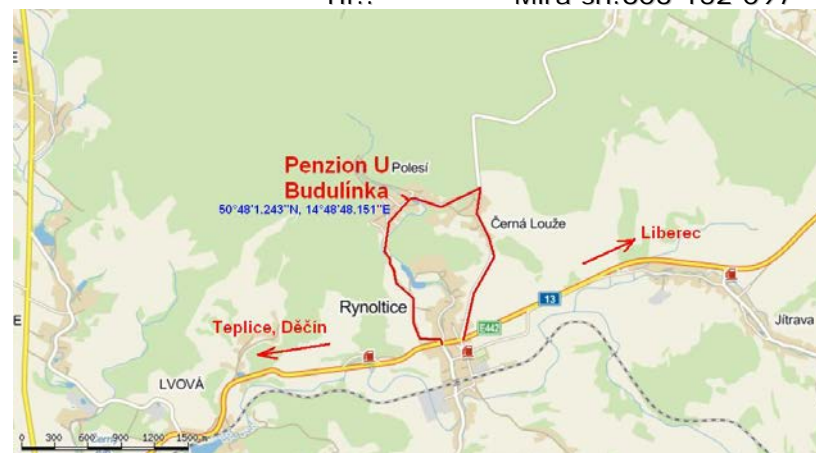 Penzion U
Budulínka
50°48'1.243"N, 14°48'48.151"E
Polesí
Černá Louže
Liberec
13
Rynoltice
E442
Jítrava
Teplice, Děčín
LVOVÁ
0 300 600 900 1200 1500 m